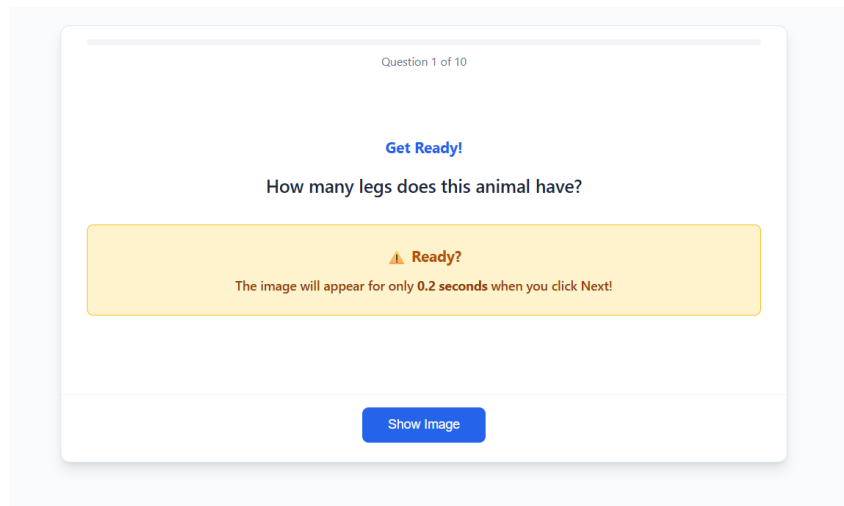 Question 1 of 10
Get Ready!
How many legs does this animal have?
⚠️ Ready?
The image will appear for only 0.2 seconds when you click Next!
Show Image